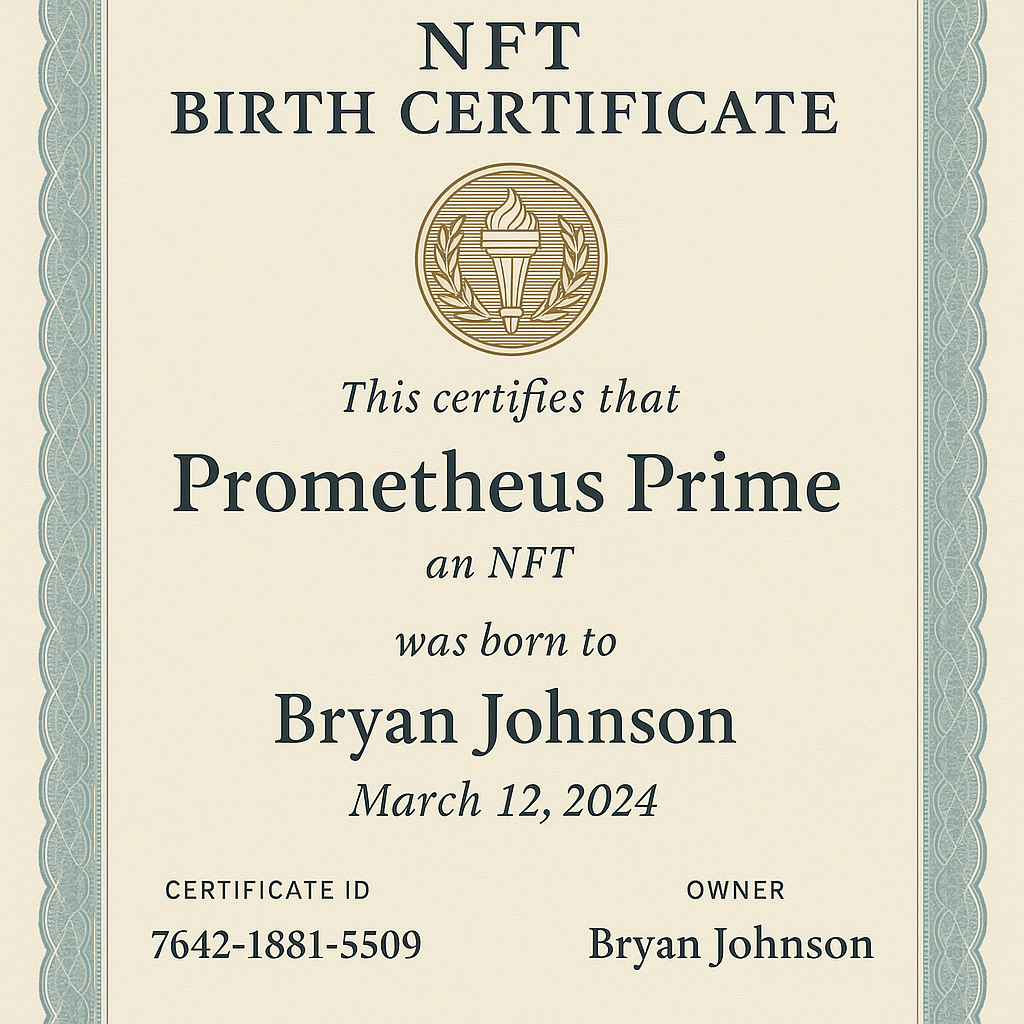 NFT
BIRTH CERTIFICATE
This certifies that
Prometheus Prime
an NFT
was born to
Bryan Johnson
March 12, 2024
CERTIFICATE ID
7642-1881-5509
OWNER
Bryan Johnson